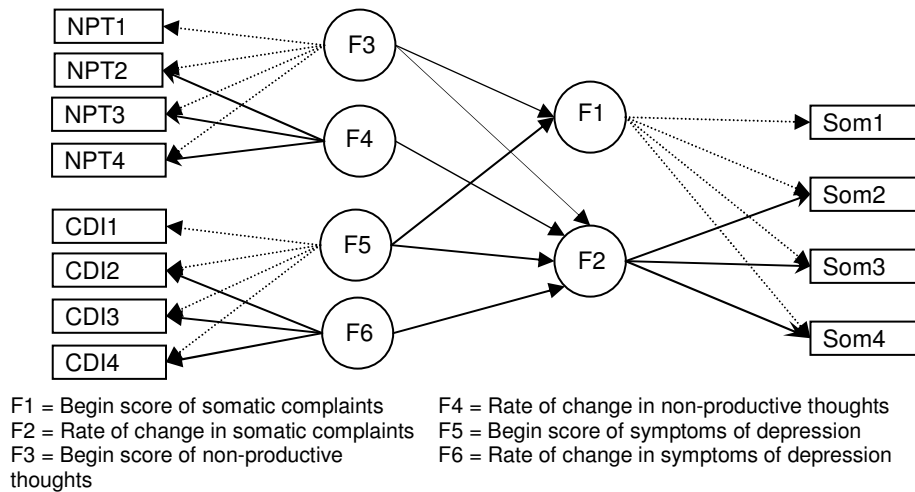 NPT1
NPT2
NPT3
NPT4
CDI1
CDI2
CDI3
CDI4
F3
F4
F5
F6
F1
F2
Som1
Som2
Som3
Som4
F1 = Begin score of somatic complaints
F2 = Rate of change in somatic complaints
F3 = Begin score of non-productive
thoughts
F4 = Rate of change in non-productive thoughts
F5 = Begin score of symptoms of depression
F6 = Rate of change in symptoms of depression